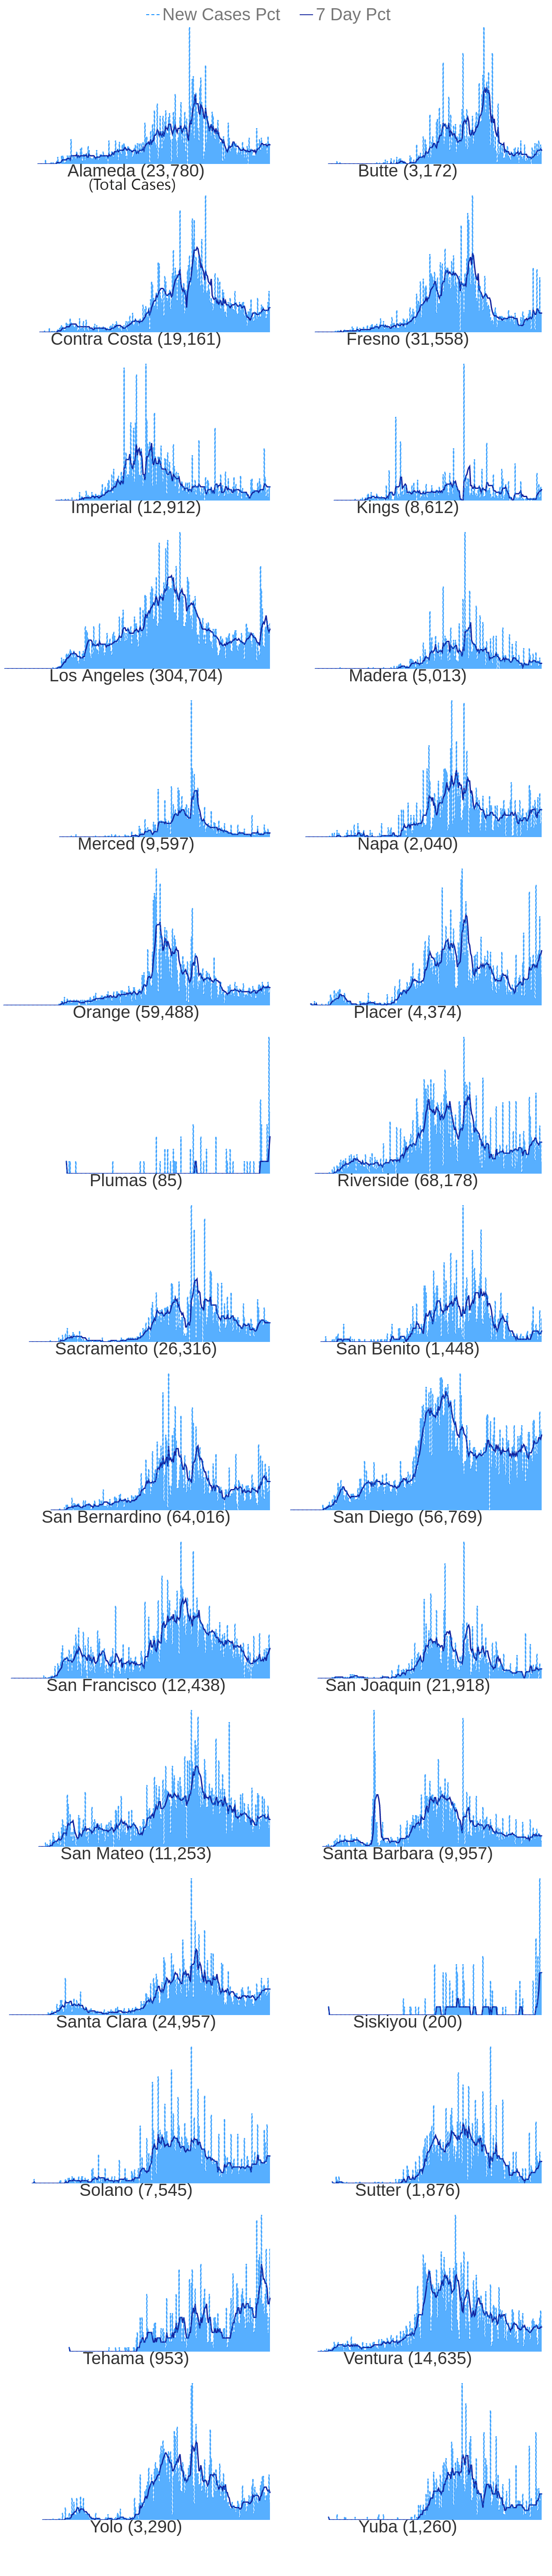 New Cases Pct 7 Day Pct
Alameda (23,780) Butte (3,172)
(Total Cases)
Contra Costa (19,161) Fresno (31,558)
Imperial (12,912) Kings (8,612)
Los Angeles (304,704) Madera (5,013)
Merced (9,597) Napa (2,040)
Orange (59,488) Placer (4,374)
Plumas (85) Riverside (68,178)
Sacramento (26,316) San Benito (1,448)
San Bernardino (64,016) San Diego (56,769)
San Francisco (12,438) San Joaquin (21,918)
San Mateo (11,253) Santa Barbara (9,957)
Santa Clara (24,957) Siskiyou (200)
Solano (7,545) Sutter (1,876)
Tehama (953) Ventura (14,635)
Yolo (3,290) Yuba (1,260)